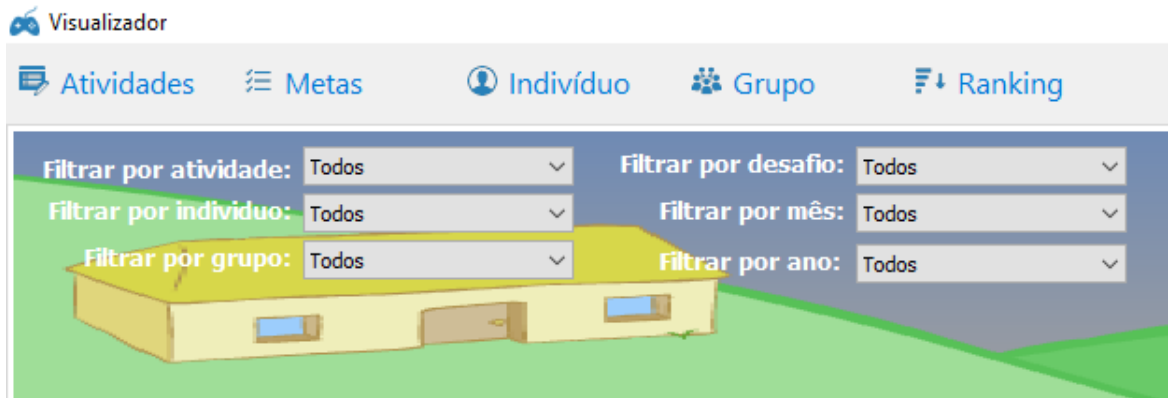 Visualizador
Atividades Metas Indivíduo Grupo Ranking
Filtrar por atividade: Todos Filtrar por desafio: Todos
Filtrar por individuo: Todos Filtrar por mês: Todos
Filtrar por grupo: Todos Filtrar por ano: Todos